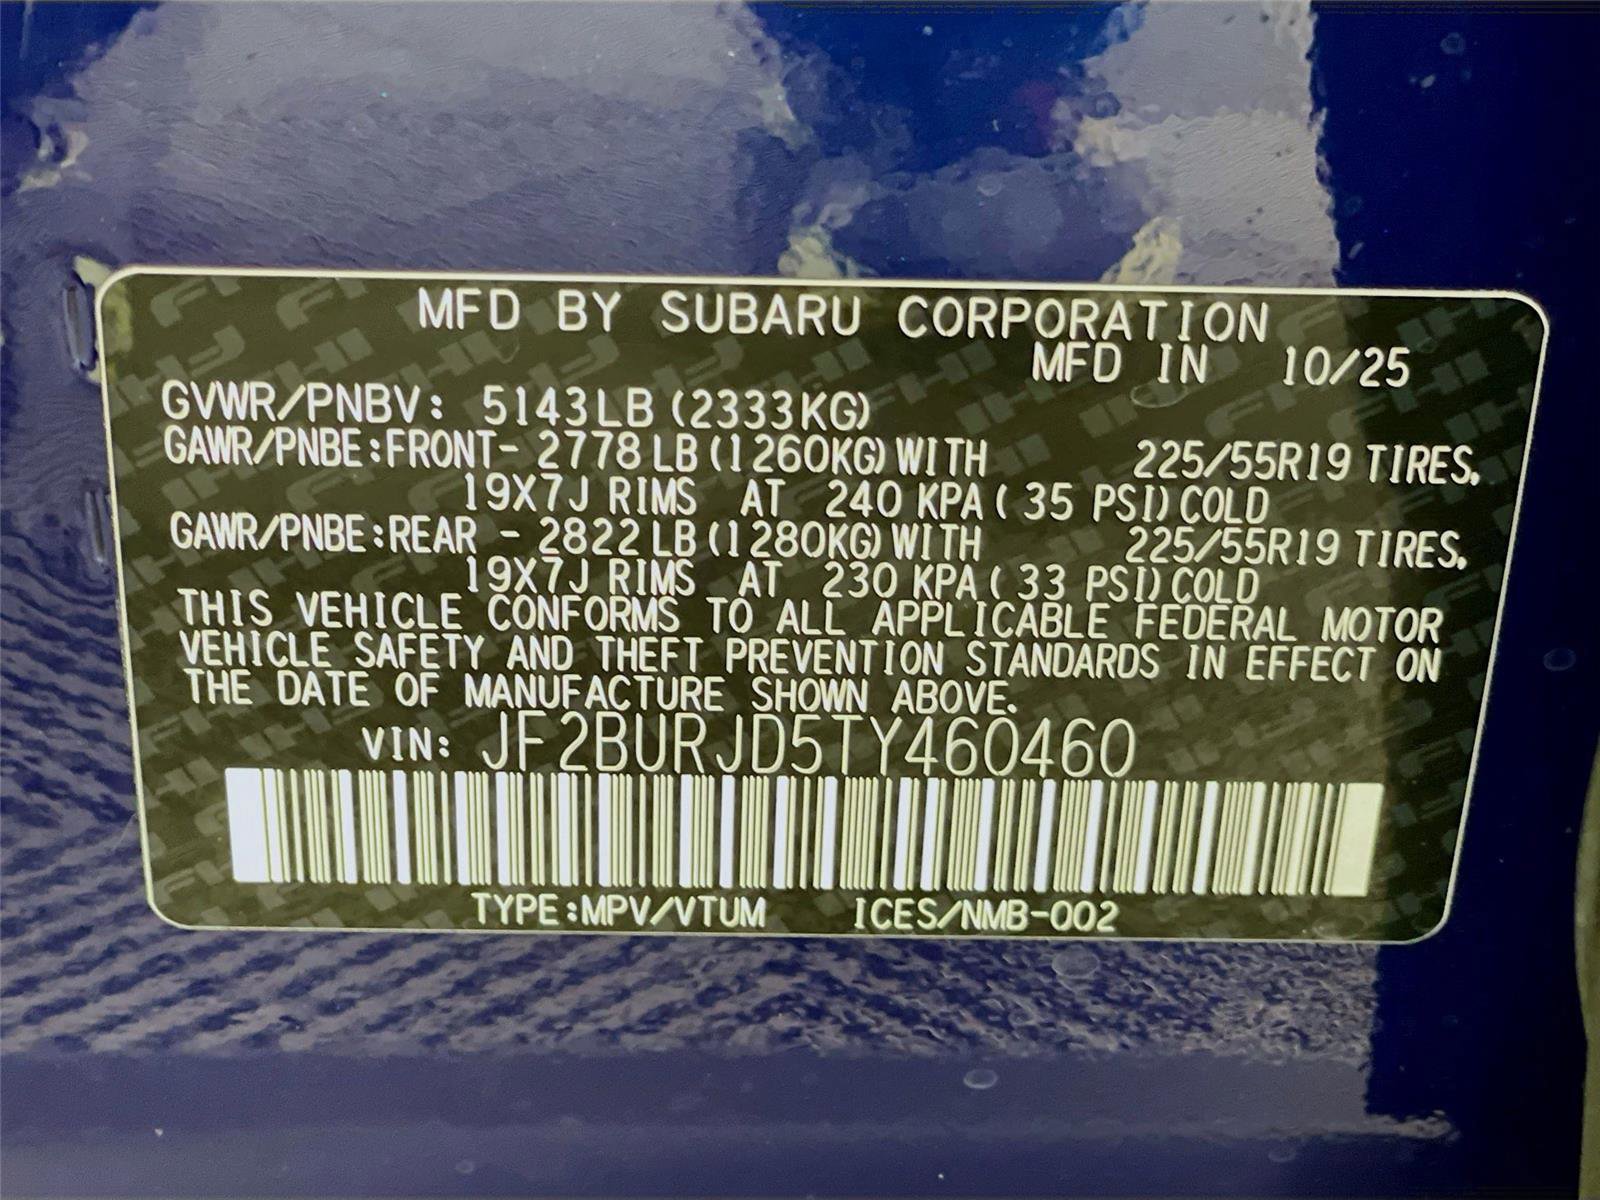 MFD BY SUBARU CORPORATION
MFD IN 10/25
GVWR/PNBV: 5143LB (2333KG)
GAWR/PNBE:FRONT- 2778 LB (1260KG) WITH 225/55R19 TIRES,
19X7J RIMS AT 240 KPA ( 35 PSI) COLD
GAWR/PNBE:REAR - 2822 LB (1280KG) WITH 225/55R19 TIRES,
19X7J RIMS AT 230 KPA ( 33 PSI) COLD
THIS VEHICLE CONFORMS TO ALL APPLICABLE FEDERAL MOTOR
VEHICLE SAFETY AND THEFT PREVENTION STANDARDS IN EFFECT ON
THE DATE OF MANUFACTURE SHOWN ABOVE.
VIN: JF2BURJD5TY460460
TYPE:MPV/VTUM ICES/NMB-002